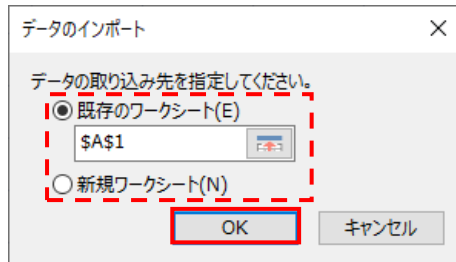 データのインポート
データの取り込み先を指定してください。
既存のワークシート(E)
$A$1
新規ワークシート(N)
OK キャンセル